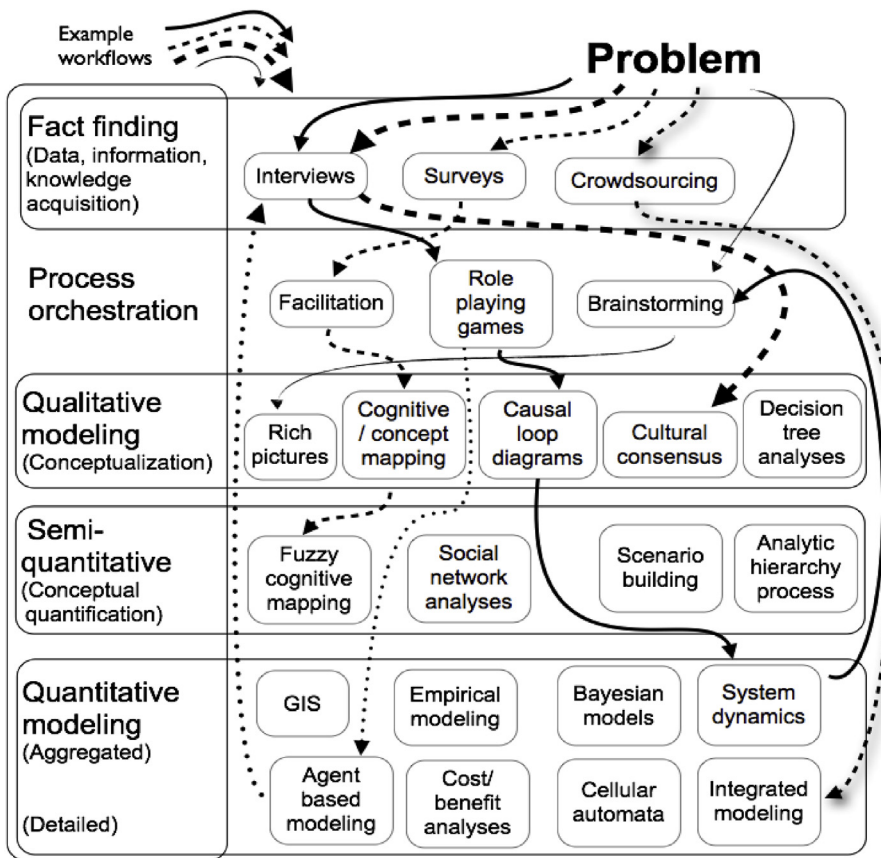 Example
workflows
Problem
Fact finding
(Data, information,
knowledge
acquisition)
Interviews
Surveys
Crowdsourcing
Process
orchestration
Facilitation
Role
playing
games
Brainstorming
Qualitative
modeling
(Conceptualization)
Rich
pictures
Cognitive
/ concept
mapping
Causal
loop
diagrams
Cultural
consensus
Decision
tree
analyses
Semi-
quantitative
(Conceptual
quantification)
Fuzzy
cognitive
mapping
Social
network
analyses
Scenario
building
Analytic
hierarchy
process
Quantitative
modeling
(Aggregated)
(Detailed)
GIS
Empirical
modeling
Bayesian
models
System
dynamics
Agent
based
modeling
Cost/
benefit
analyses
Cellular
automata
Integrated
modeling